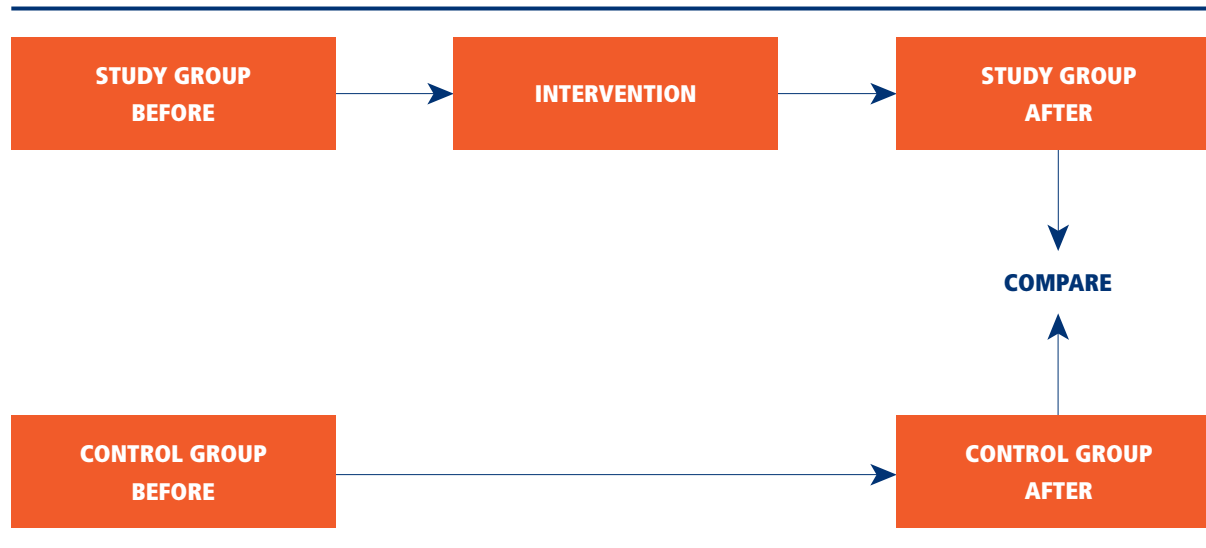 STUDY GROUP
BEFORE
INTERVENTION
STUDY GROUP
AFTER
COMPARE
CONTROL GROUP
BEFORE
CONTROL GROUP
AFTER